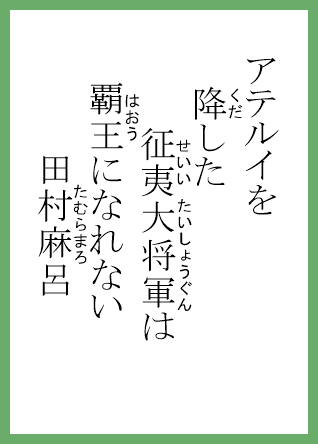 アテルイを
降した
征夷大将軍は
覇王になれない
田村麻呂
くだ
せいい たいしょうぐん
はおう
たむらまろ